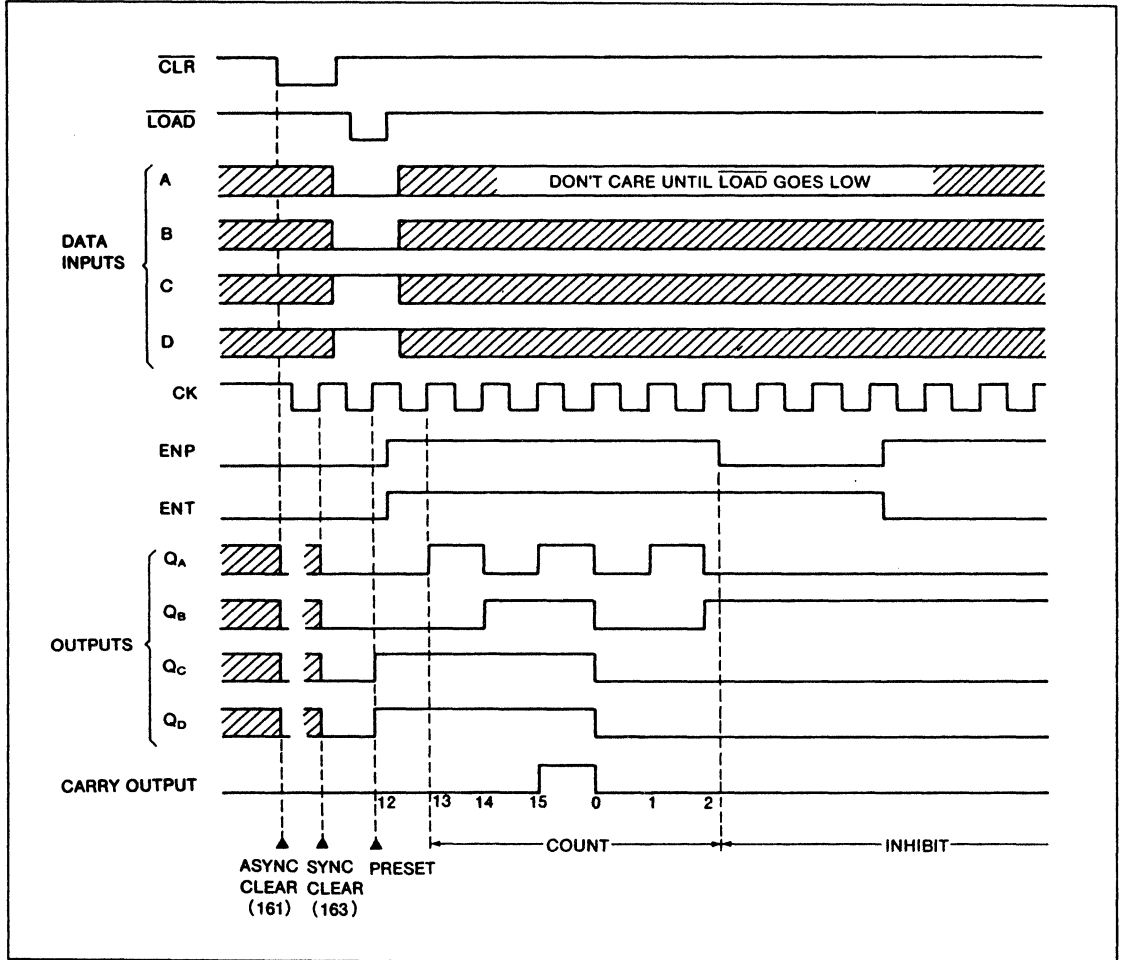 CLR
LOAD
A
DON'T CARE UNTIL LOAD GOES LOW
B
DATA
INPUTS
C
D
CK
ENP
ENT
QA
QB
OUTPUTS
QC
QD
CARRY OUTPUT
12 13 14 15 0 1 2
COUNT
INHIBIT
ASYNC
CLEAR
(161)
SYNC
CLEAR
(163)
PRESET